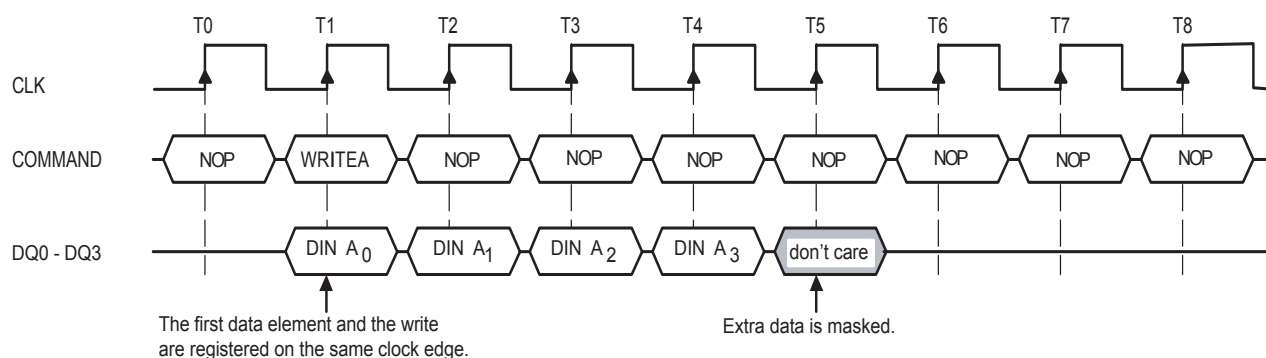 T0 T1 T2 T3 T4 T5 T6 T7 T8
CLK
COMMAND NOP WRITEA NOP NOP NOP NOP NOP NOP NOP
DQ0 - DQ3 DIN A0 DIN A1 DIN A2 DIN A3 don't care
The first data element and the write
are registered on the same clock edge.
Extra data is masked.